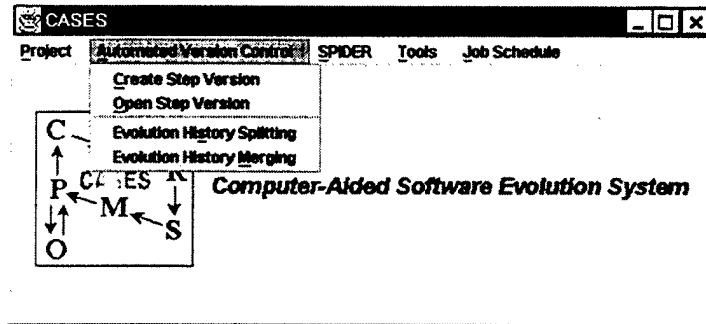 CASES
Project Automated Version Control SPIDER Tools Job Schedule
Create Step Version
Open Step Version
Evolution History Splitting
Evolution History Merging
C
R
P M S
O
Computer-Aided Software Evolution System